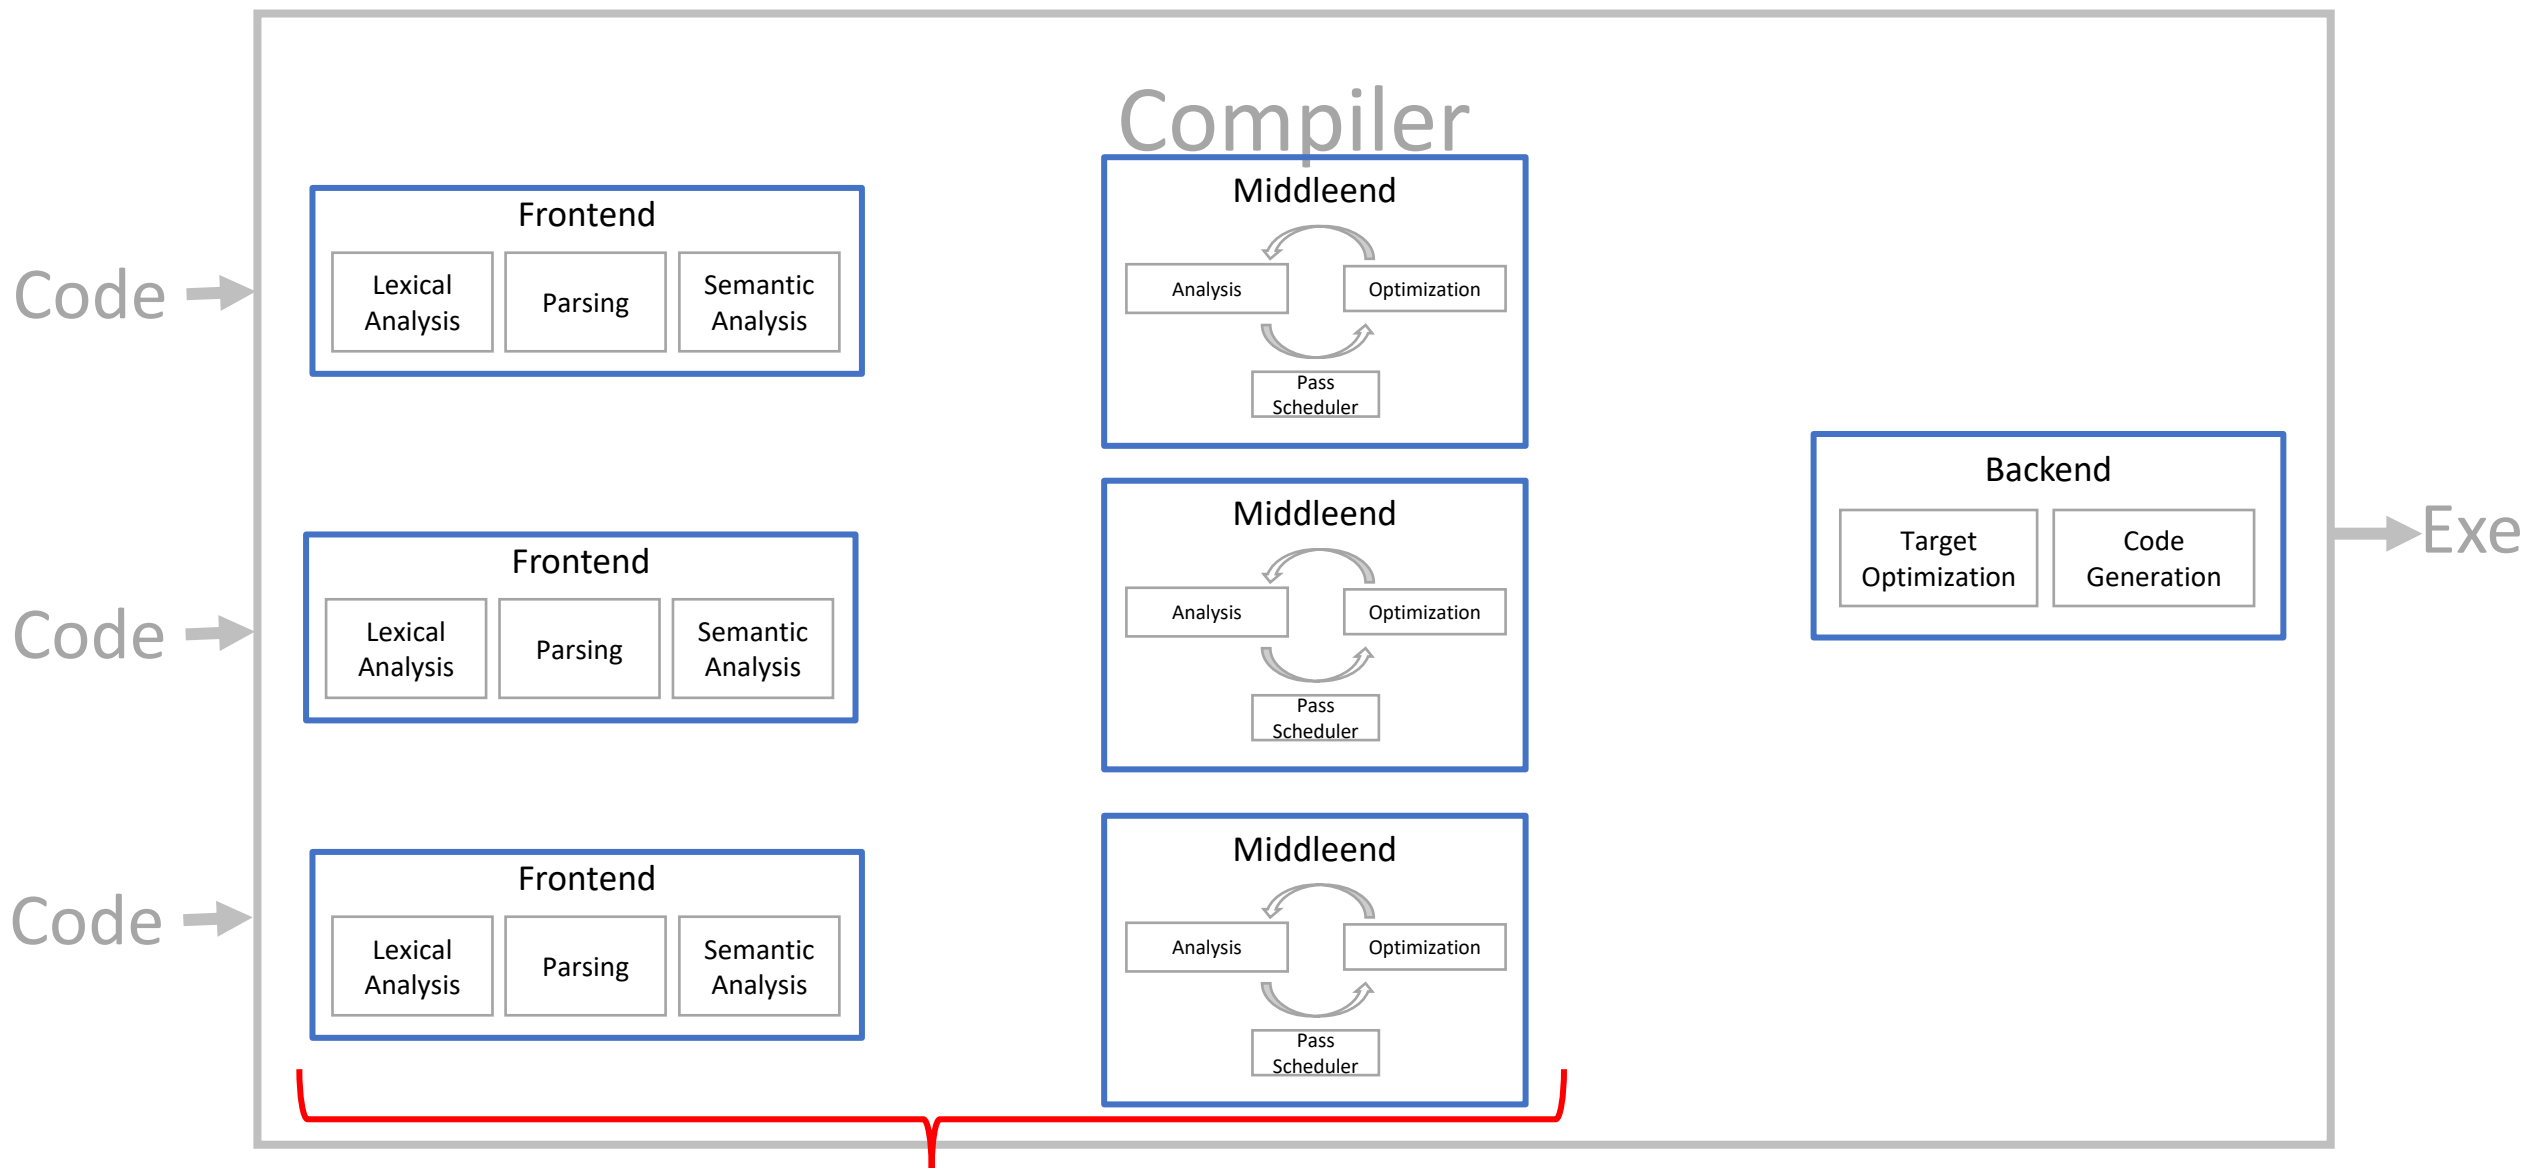 Compiler
Code
Frontend
Lexical
Analysis
Parsing
Semantic
Analysis
Middleend
Analysis
Optimization
Pass
Scheduler
Code
Frontend
Lexical
Analysis
Parsing
Semantic
Analysis
Middleend
Analysis
Optimization
Pass
Scheduler
Backend
Target
Optimization
Code
Generation
Exe
Code
Frontend
Lexical
Analysis
Parsing
Semantic
Analysis
Middleend
Analysis
Optimization
Pass
Scheduler